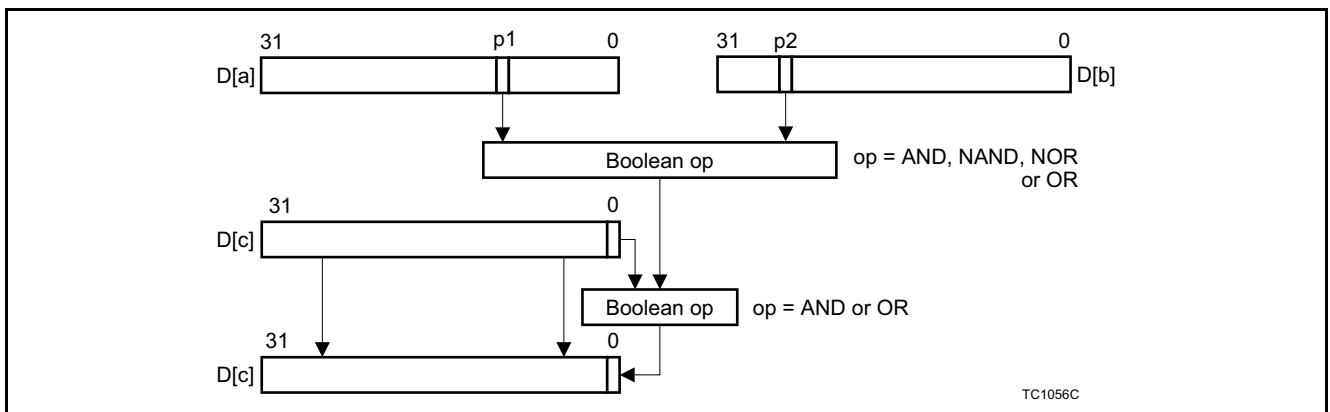 31 p1 0 31 p2 0
D[a] D[b]
Boolean op op = AND, NAND, NOR
or OR
31 0
D[c]
Boolean op op = AND or OR
31 0
D[c]
TC1056C